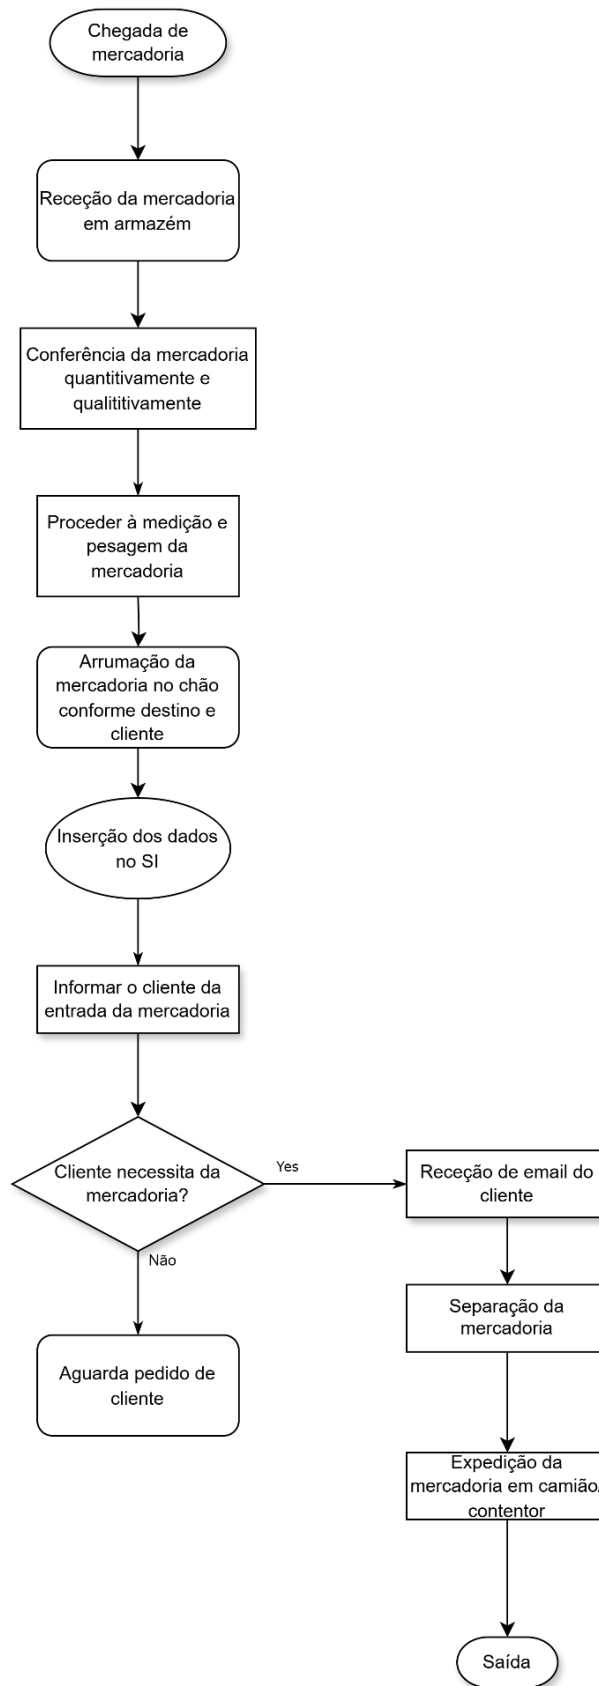 Chegada de
mercadoria
Receção da mercadoria
em armazém
Conferência da mercadoria
quantitivamente e
qualititivamente
Proceder à medição e
pesagem da
mercadoria
Arrumação da
mercadoria no chão
conforme destino e
cliente
Inserção dos dados
no SI
Informar o cliente da
entrada da mercadoria
Cliente necessita da
mercadoria?
Yes
Não
Aguarda pedido de
cliente
Receção de email do
cliente
Separação da
mercadoria
Expedição da
mercadoria em camião/
contentor
Saída